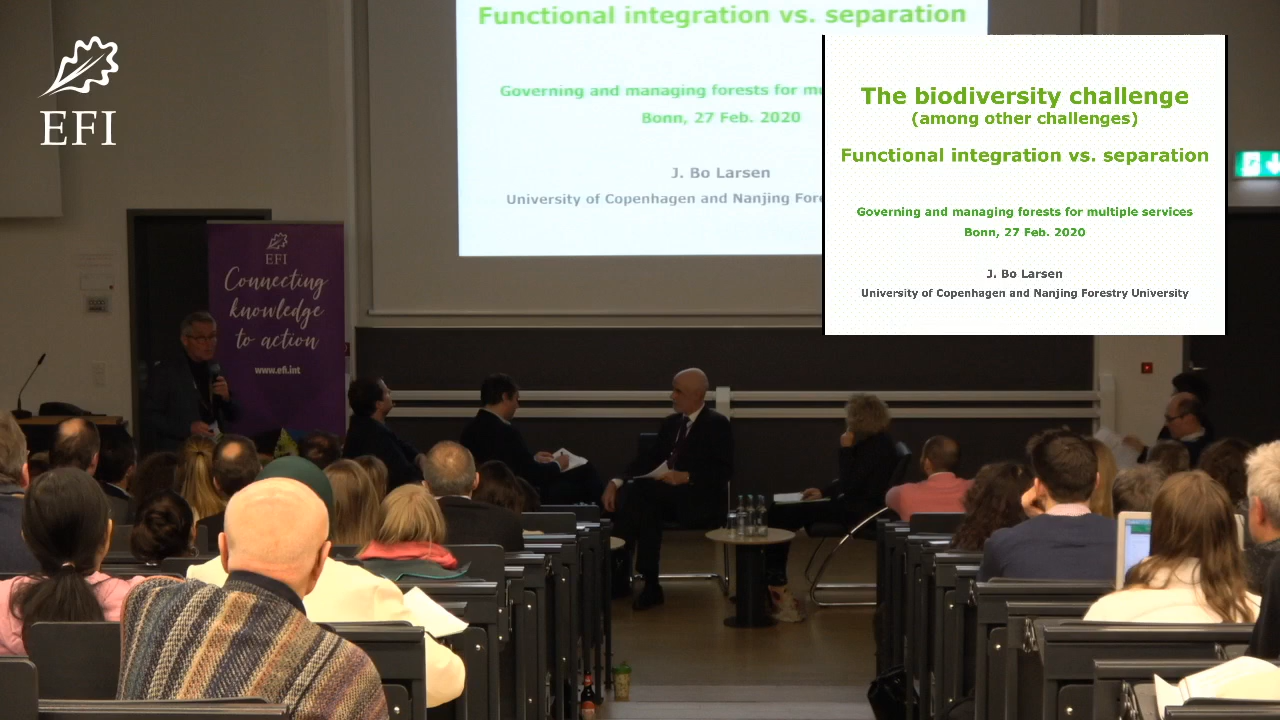 EFI
Functional integration vs. separation
Governing and managing forests for mu
Bonn, 27 Feb. 2020
J. Bo Larsen
University of Copenhagen and Nanjing Fore
The biodiversity challenge
(among other challenges)
Functional integration vs. separation
Governing and managing forests for multiple services
Bonn, 27 Feb. 2020
J. Bo Larsen
University of Copenhagen and Nanjing Forestry University
EFI
Connecting
knowledge
to action
www.efi.int